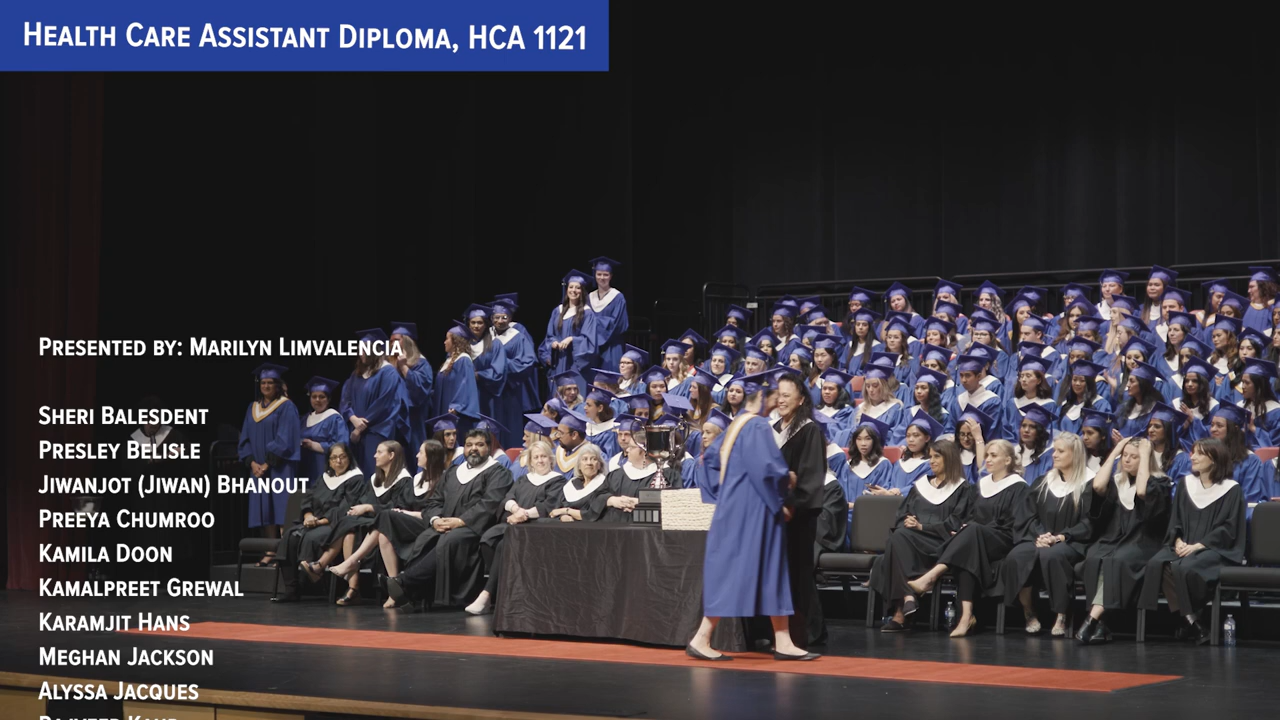 Health Care Assistant Diploma, HCA 1121
Presented by: Marilyn Limvalencia
Sheri Balesdent
Presley Belisle
Jiwanjot (Jiwan) Bhanout
Preeya Chumroo
Kamila Doon
Kamalpreet Grewal
Karamjit Hans
Meghan Jackson
Alyssa Jacques